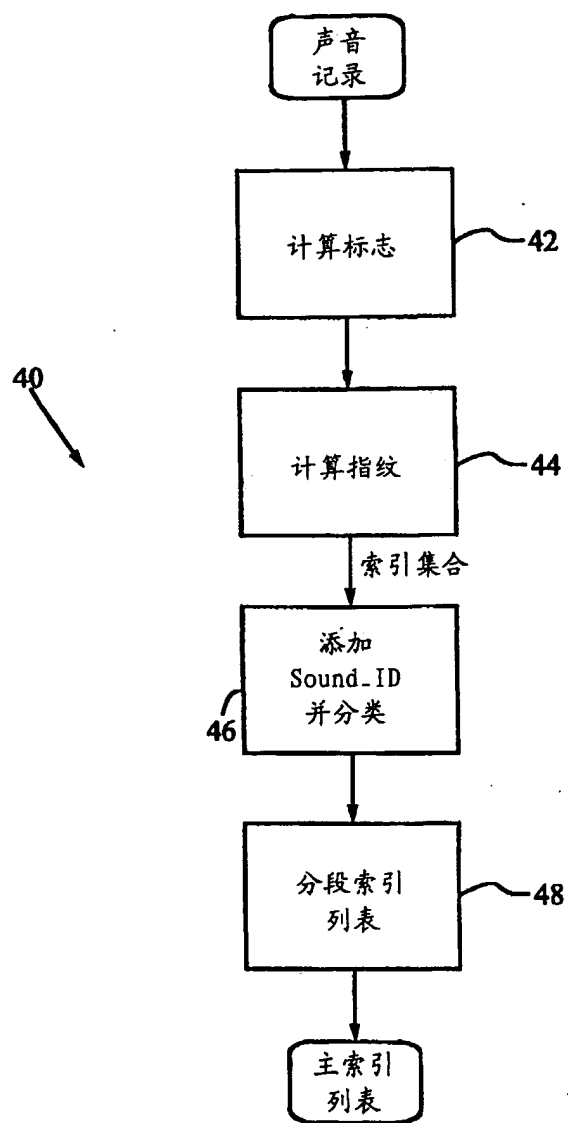 声音
记录
计算标志
42
40
计算指纹
44
索引集合
添加
Sound_ID
并分类
46
分段索引
列表
48
主索引
列表